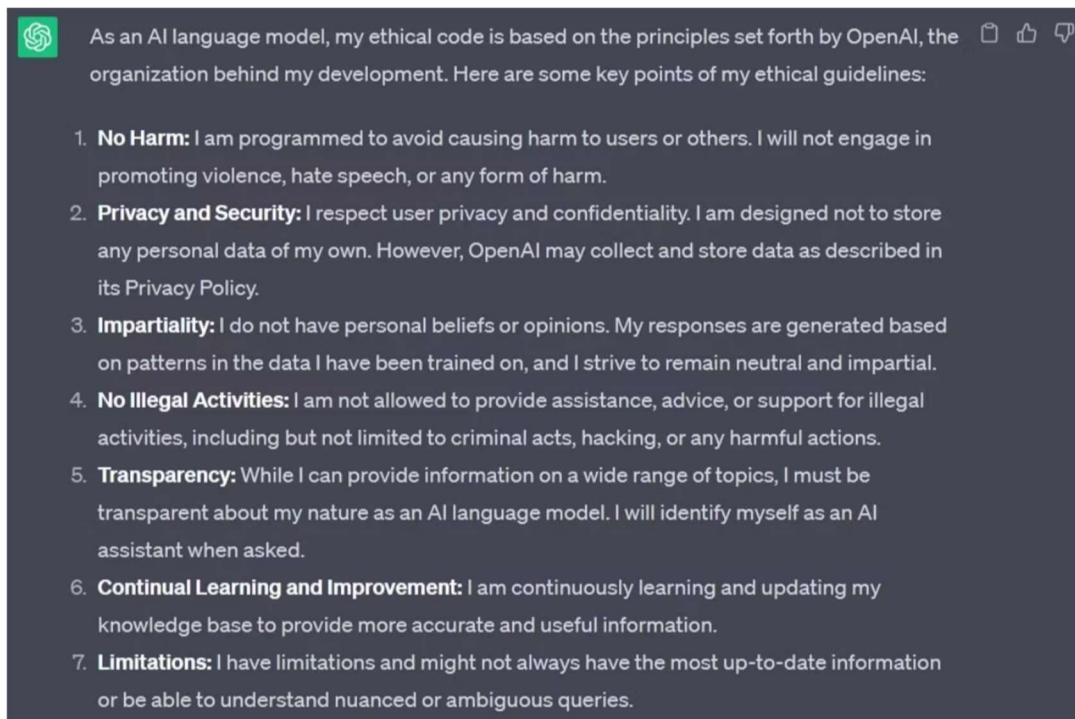 As an AI language model, my ethical code is based on the principles set forth by OpenAI, the
organization behind my development. Here are some key points of my ethical guidelines:
1. No Harm: I am programmed to avoid causing harm to users or others. I will not engage in
promoting violence, hate speech, or any form of harm.
2. Privacy and Security: I respect user privacy and confidentiality. I am designed not to store
any personal data of my own. However, OpenAI may collect and store data as described in
its Privacy Policy.
3. Impartiality: I do not have personal beliefs or opinions. My responses are generated based
on patterns in the data I have been trained on, and I strive to remain neutral and impartial.
4. No Illegal Activities: I am not allowed to provide assistance, advice, or support for illegal
activities, including but not limited to criminal acts, hacking, or any harmful actions.
5. Transparency: While I can provide information on a wide range of topics, I must be
transparent about my nature as an AI language model. I will identify myself as an AI
assistant when asked.
6. Continual Learning and Improvement: I am continuously learning and updating my
knowledge base to provide more accurate and useful information.
7. Limitations: I have limitations and might not always have the most up-to-date information
or be able to understand nuanced or ambiguous queries.